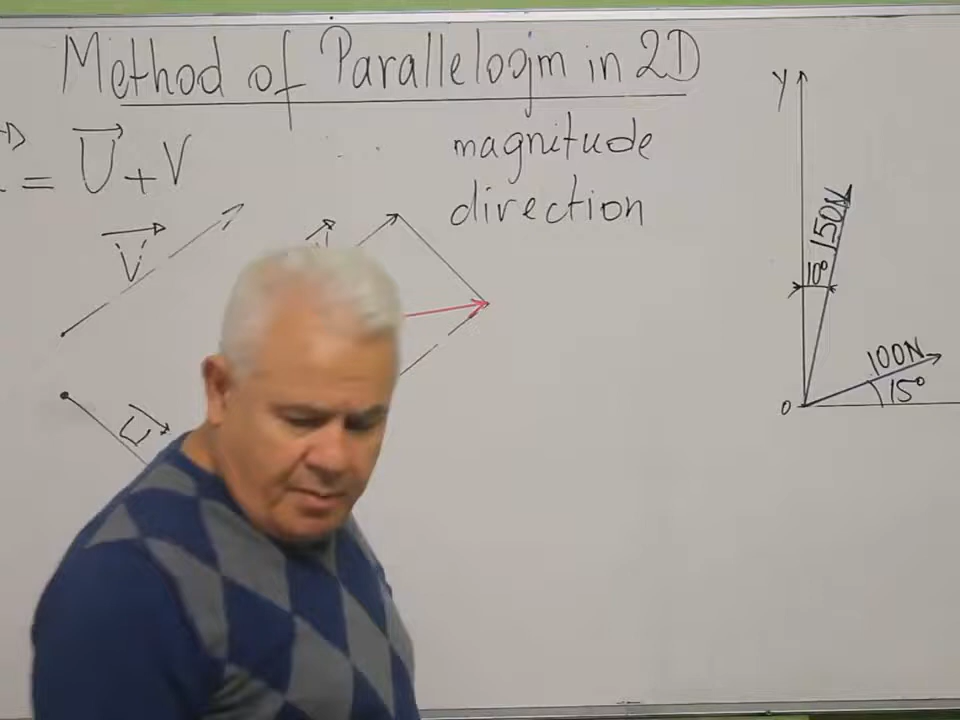 Method of Parallelogjm in 2D
= U + V
magnitude
direction
V
U
Y
150N
10°
100N
15°
0